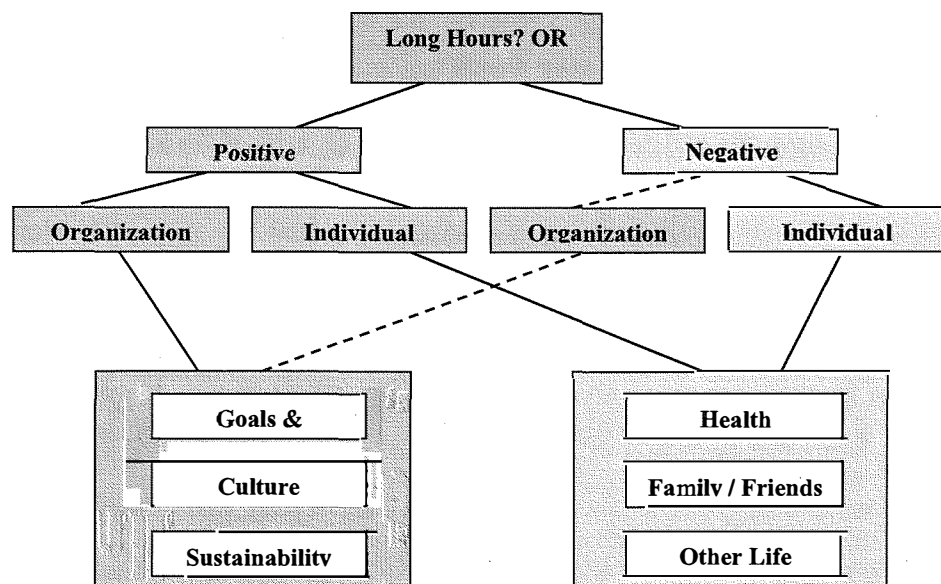 Long Hours? OR
Positive
Negative
Organization
Individual
Organization
Individual
Goals &
Culture
Sustainability
Health
Family / Friends
Other Life